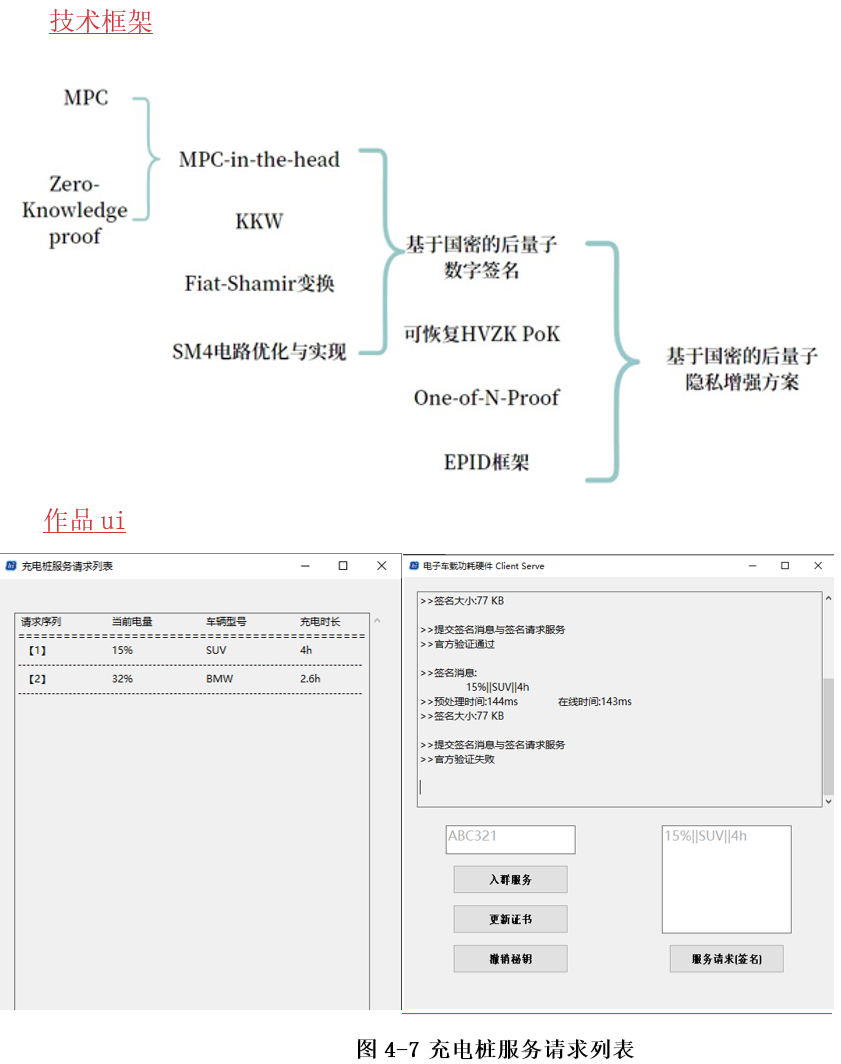 技术框架
MPC
Zero-
Knowledge
proof
MPC-in-the-head
KKW
Fiat-Shamir变换
SM4电路优化与实现
基于国密的后量子
数字签名
可恢复HVZK PoK
One-of-N-Proof
EPID框架
基于国密的后量子
隐私增强方案
作品 ui
充电桩服务请求列表
请求序列 当前电量 车辆型号 充电时长
【1】 15% SUV 4h
【2】 32% BMW 2.6h
电子车载功耗硬件 Client Serve
>>签名大小:77 KB
>>提交签名消息与签名请求服务
>>官方验证通过
>>签名消息:
15%||SUV||4h
>>预处理时间:144ms 在线时间:143ms
>>签名大小:77 KB
>>提交签名消息与签名请求服务
>>官方验证失败
ABC321
入群服务
更新证书
撤销秘钥
15%||SUV||4h
服务请求(签名)
图 4-7 充电桩服务请求列表